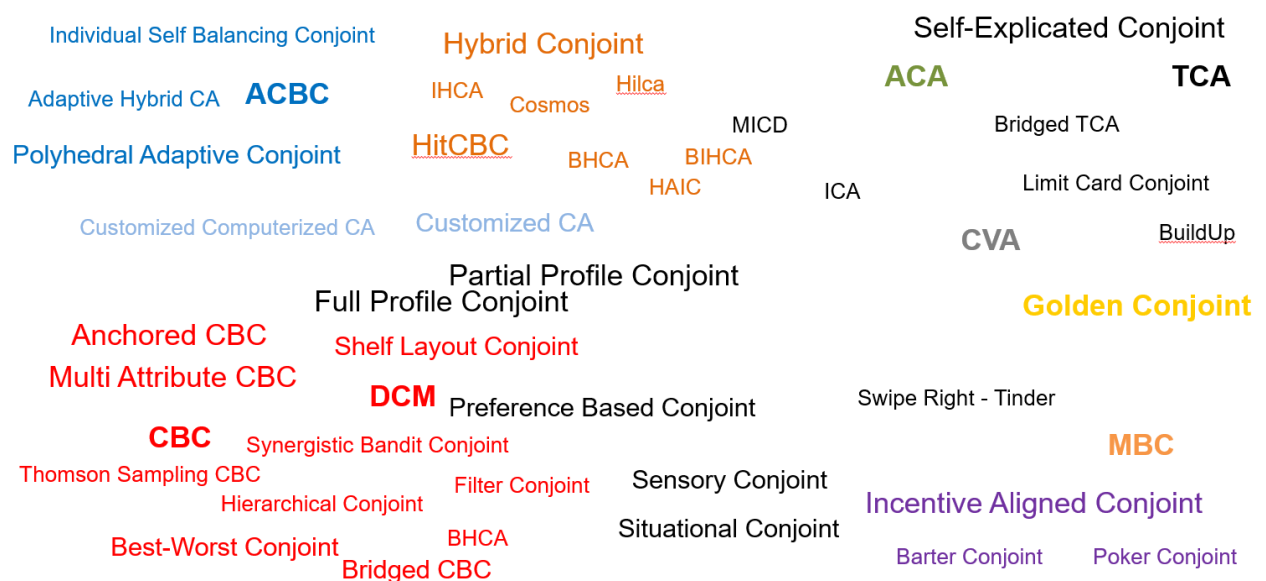 Self-Explicated Conjoint
Individual Self Balancing Conjoint
Hybrid Conjoint
ACA
TCA
IHCA
Hilca
Adaptive Hybrid CA
ACBC
Cosmos
MICD
Bridged TCA
HitCBC
Polyhedral Adaptive Conjoint
BHCA
BIHCA
HAIC
ICA
Limit Card Conjoint
Customized Computerized CA
Customized CA
CVA
BuildUp
Partial Profile Conjoint
Full Profile Conjoint
Golden Conjoint
Anchored CBC
Shelf Layout Conjoint
Multi Attribute CBC
DCM
Preference Based Conjoint
Swipe Right - Tinder
CBC
Synergistic Bandit Conjoint
MBC
Thomson Sampling CBC
Filter Conjoint
Sensory Conjoint
Hierarchical Conjoint
Incentive Aligned Conjoint
Situational Conjoint
BHCA
Best-Worst Conjoint
Barter Conjoint
Poker Conjoint
Bridged CBC